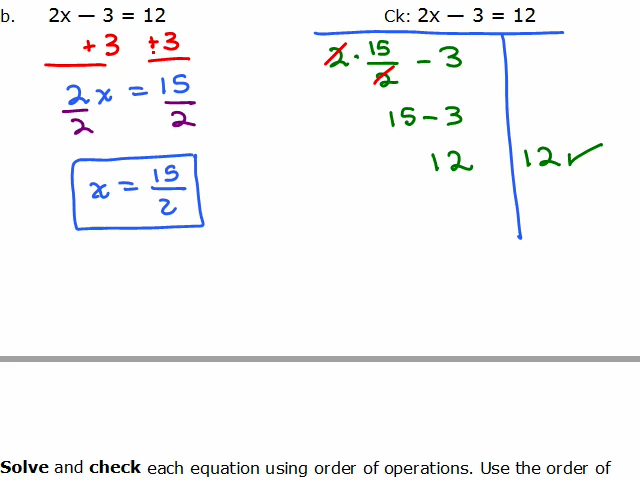 b. 2x — 3 = 12
+3 +3
2x = 15
2 2
x = 15/2
Ck: 2x — 3 = 12
2 · 15/2 - 3
15 - 3
12 12 ✓
Solve and check each equation using order of operations. Use the order of